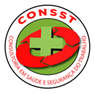 CONSST
CONSULTORIA EM SAÚDE E SEGURANÇA DO TRABALHO